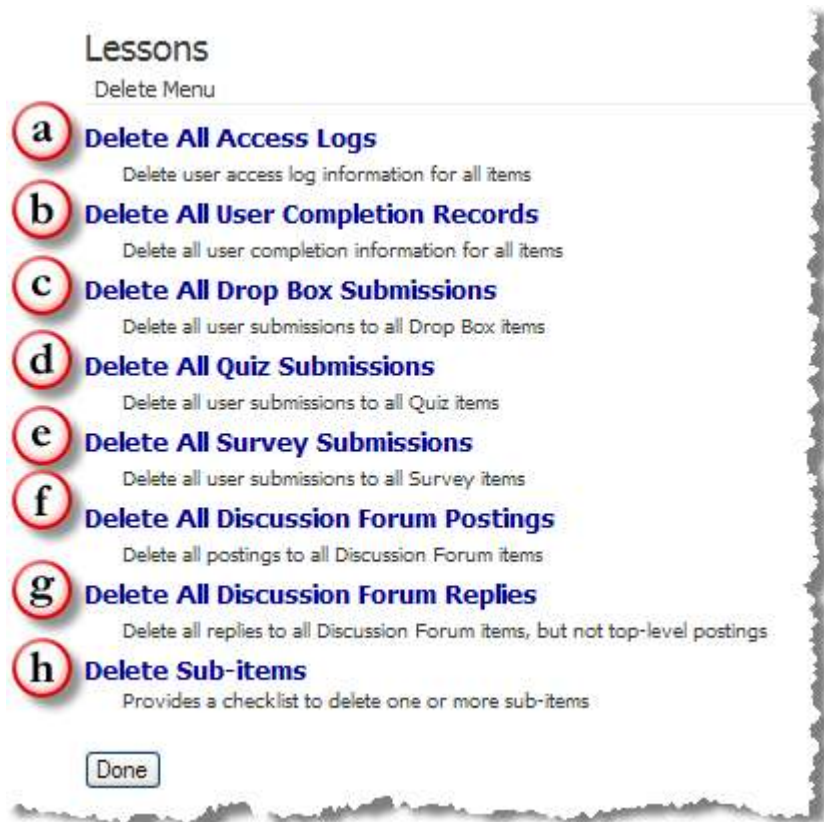 Lessons
Delete Menu
a
Delete All Access Logs
Delete user access log information for all items
b
Delete All User Completion Records
Delete all user completion information for all items
c
Delete All Drop Box Submissions
Delete all user submissions to all Drop Box items
d
Delete All Quiz Submissions
Delete all user submissions to all Quiz items
e
Delete All Survey Submissions
Delete all user submissions to all Survey items
f
Delete All Discussion Forum Postings
Delete all postings to all Discussion Forum items
g
Delete All Discussion Forum Replies
Delete all replies to all Discussion Forum items, but not top-level postings
h
Delete Sub-items
Provides a checklist to delete one or more sub-items
Done